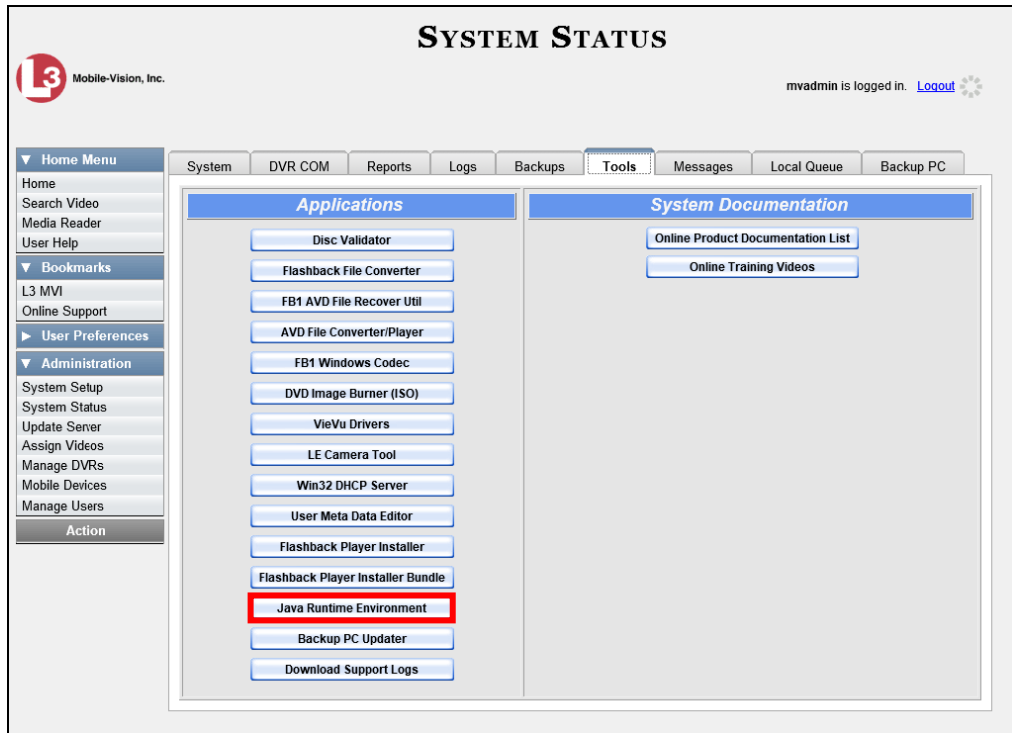 SYSTEM STATUS
L3 Mobile-Vision, Inc.
mvadmin is logged in. Logout
▼ Home Menu
Home
Search Video
Media Reader
User Help
▼ Bookmarks
L3 MVI
Online Support
▶ User Preferences
▼ Administration
System Setup
System Status
Update Server
Assign Videos
Manage DVRs
Mobile Devices
Manage Users
Action
System DVR COM Reports Logs Backups Tools Messages Local Queue Backup PC
Applications
Disc Validator
Flashback File Converter
FB1 AVD File Recover Util
AVD File Converter/Player
FB1 Windows Codec
DVD Image Burner (ISO)
VieVu Drivers
LE Camera Tool
Win32 DHCP Server
User Meta Data Editor
Flashback Player Installer
Flashback Player Installer Bundle
Java Runtime Environment
Backup PC Updater
Download Support Logs
System Documentation
Online Product Documentation List
Online Training Videos